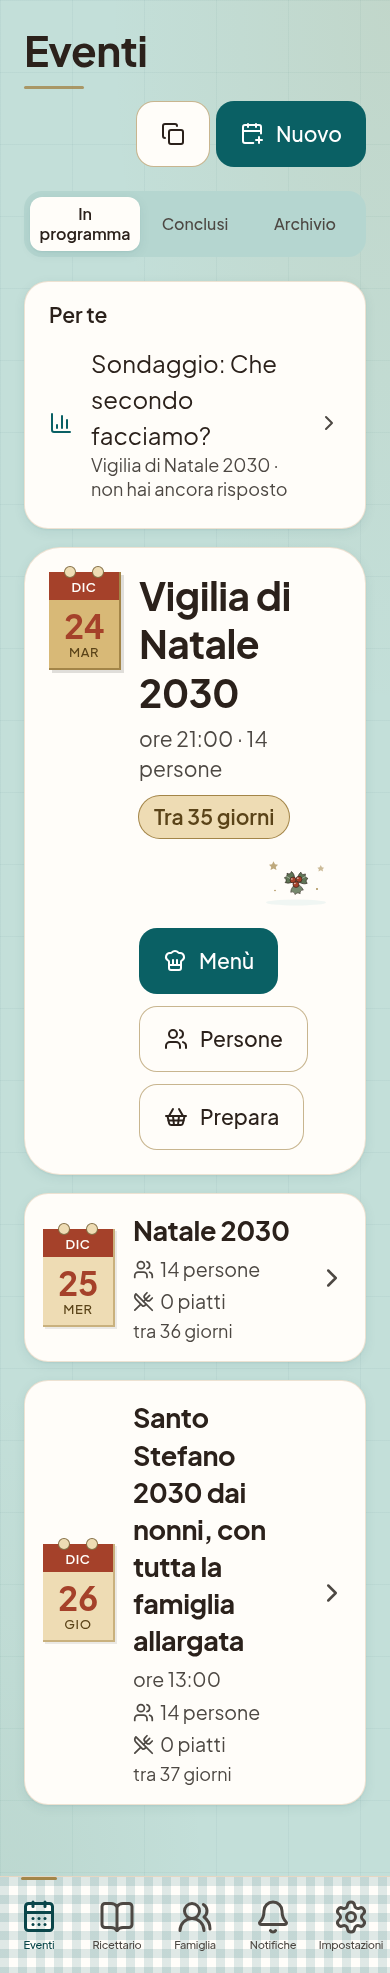 Eventi
Nuovo
In
programma
Conclusi
Archivio
Per te
Sondaggio: Che
secondo
facciamo?
Vigilia di Natale 2030 ·
non hai ancora risposto
DIC
24
MAR
Vigilia di
Natale
2030
ore 21:00 · 14
persone
Tra 35 giorni
Menù
Persone
Prepara
DIC
25
MER
Natale 2030
14 persone
0 piatti
tra 36 giorni
DIC
26
GIO
Santo
Stefano
2030 dai
nonni, con
tutta la
famiglia
allargata
ore 13:00
14 persone
0 piatti
tra 37 giorni
Eventi
Ricettario
Famiglia
Notifiche
Impostazioni